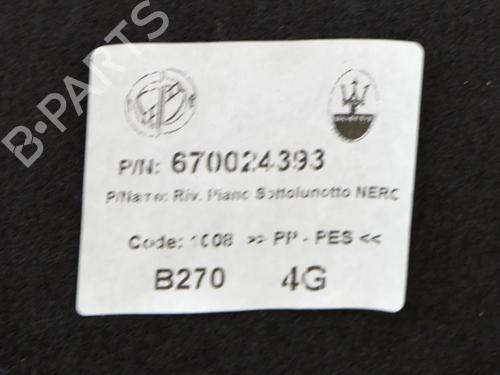 B-PARTS
P/N: 670024393
P/Name: Riv. Piano Sottolunotto NERO
Code: 1008 >> PP - PES <<
B270 4G